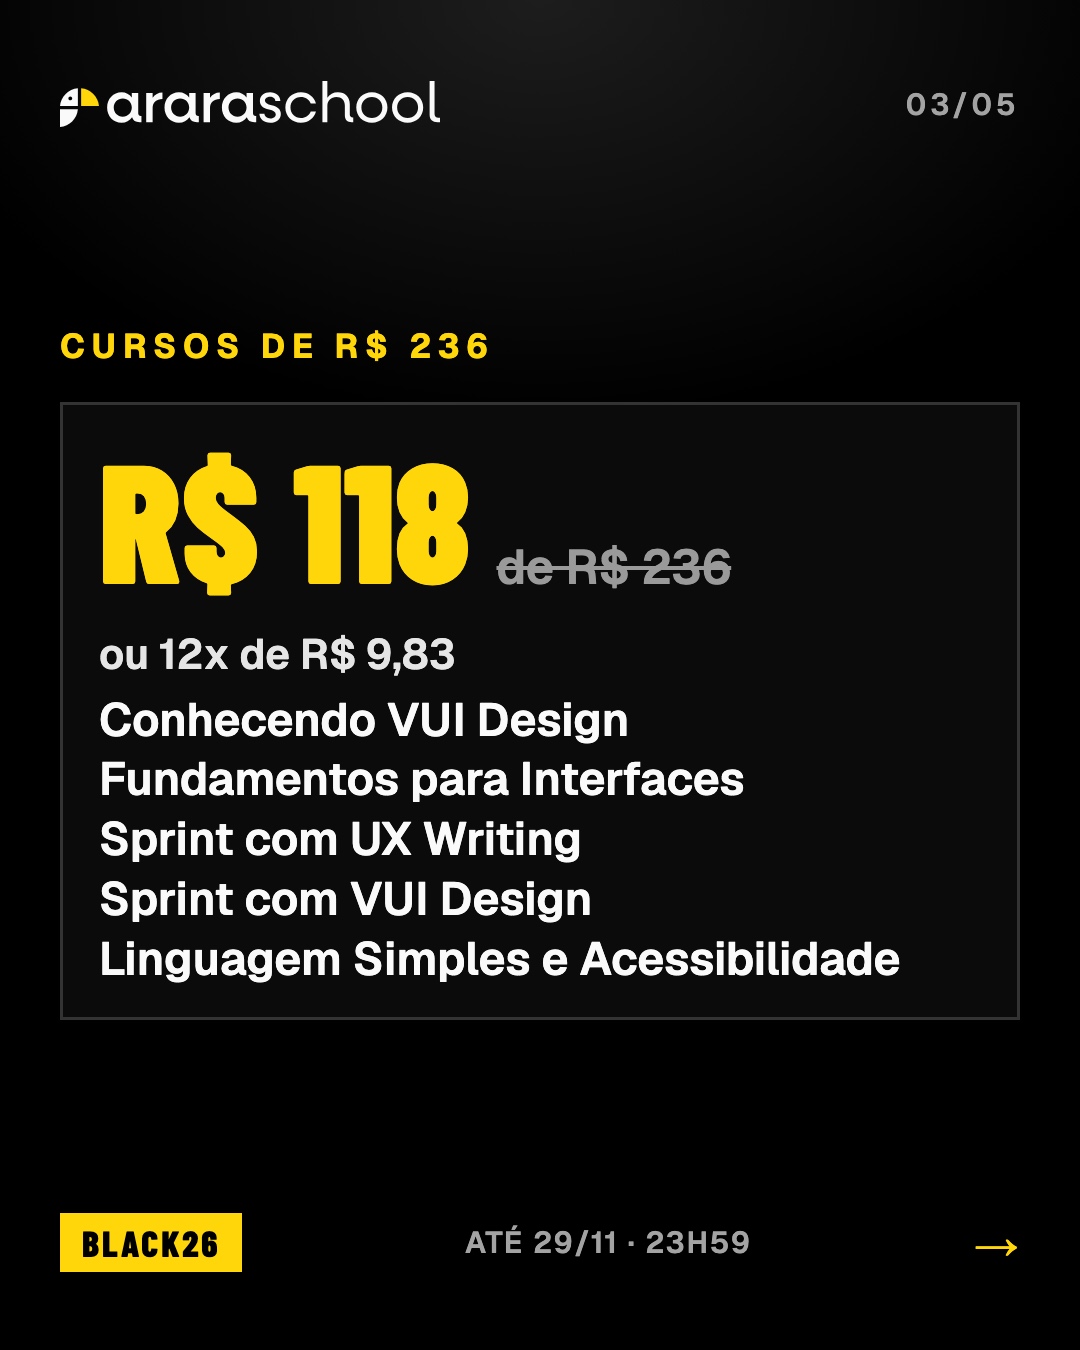 araraschool
03/05
CURSOS DE R$ 236
R$ 118 de R$ 236
ou 12x de R$ 9,83
Conhecendo VUI Design
Fundamentos para Interfaces
Sprint com UX Writing
Sprint com VUI Design
Linguagem Simples e Acessibilidade
BLACK26
ATÉ 29/11 · 23H59
→